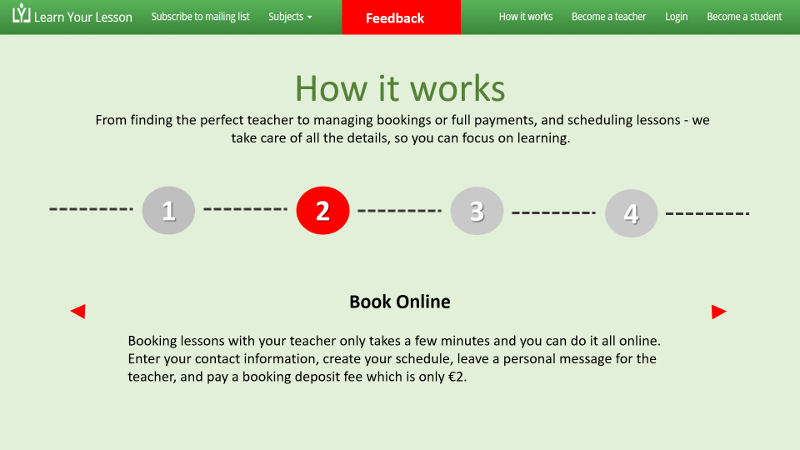 LYL Learn Your Lesson Subscribe to mailing list Subjects Feedback How it works Become a teacher Login Become a student
How it works
From finding the perfect teacher to managing bookings or full payments, and scheduling lessons - we
take care of all the details, so you can focus on learning.
1 2 3 4
Book Online
Booking lessons with your teacher only takes a few minutes and you can do it all online.
Enter your contact information, create your schedule, leave a personal message for the
teacher, and pay a booking deposit fee which is only €2.